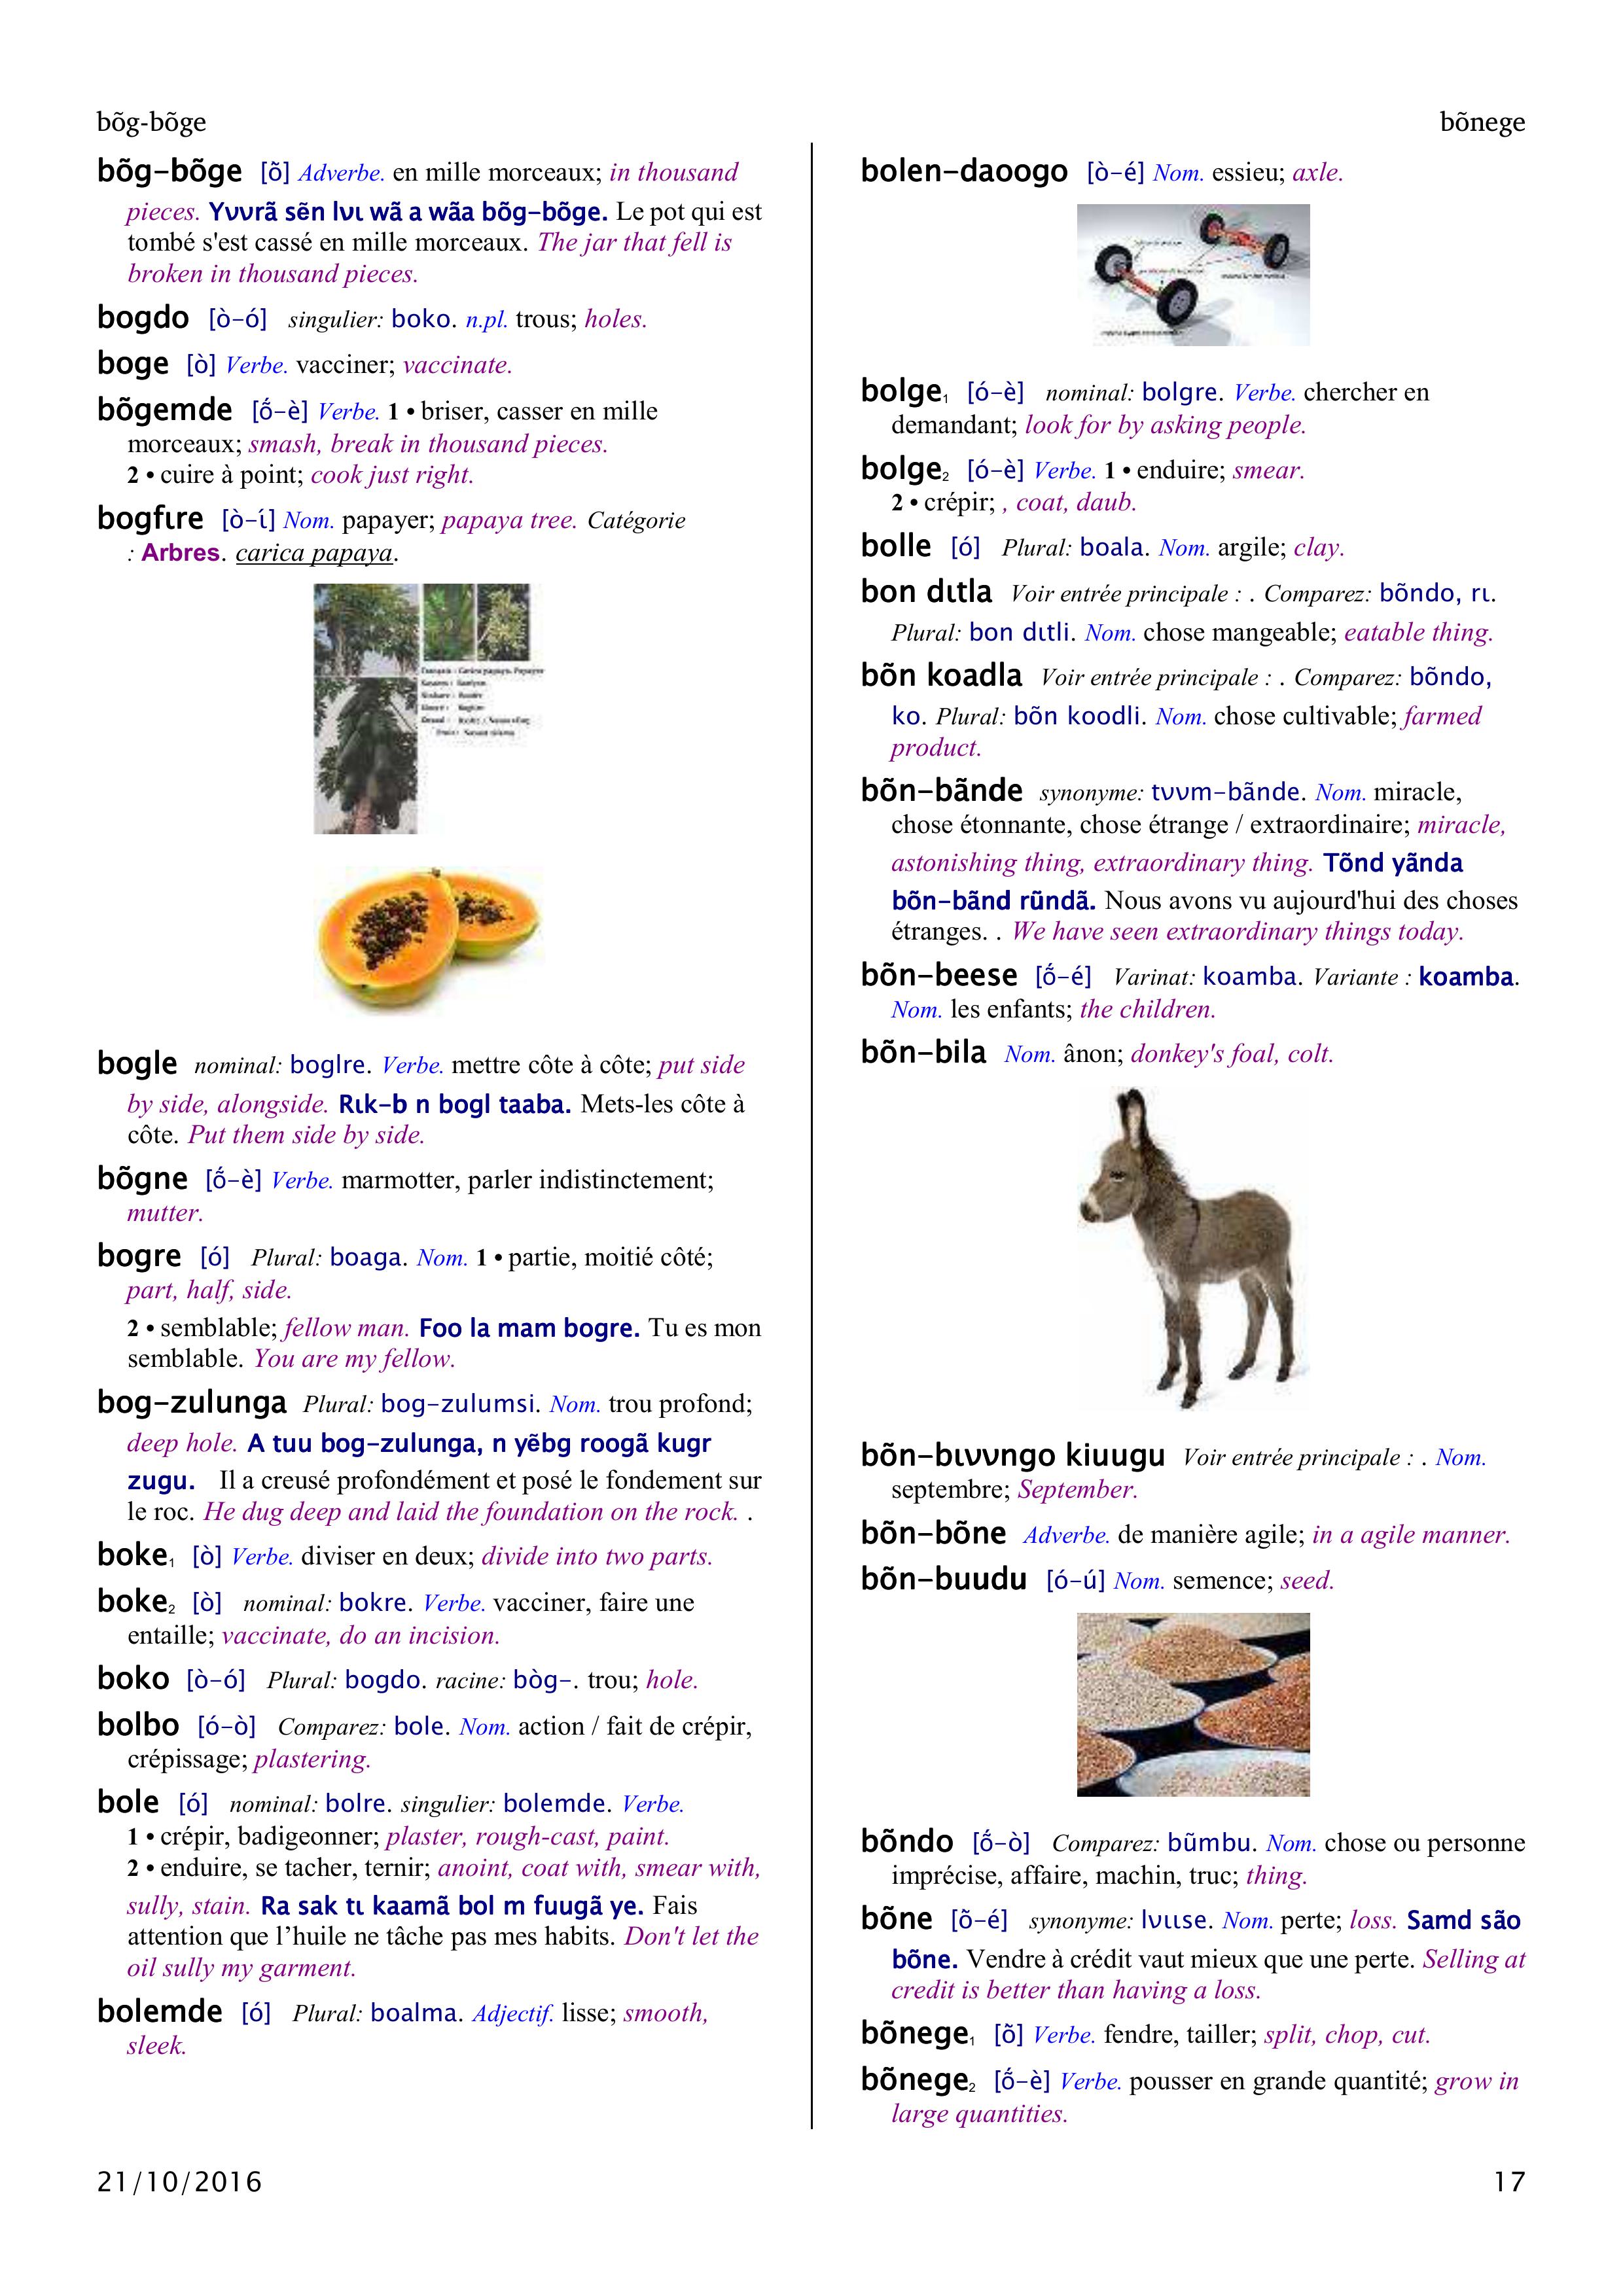 bõg-bõge
bõnege
bõg-bõge [õ] Adverbe. en mille morceaux; in thousand
pieces. Yʋʋrã sẽn lʋɩ wã a wãa bõg-bõge. Le pot qui est
tombé s'est cassé en mille morceaux. The jar that fell is
broken in thousand pieces.
bogdo [ò-ó] singulier: boko. n.pl. trous; holes.
boge [ò] Verbe. vacciner; vaccinate.
bõgemde [ṍ-è] Verbe. 1 • briser, casser en mille
morceaux; smash, break in thousand pieces.
2 • cuire à point; cook just right.
bogfɩre [ò-ɩ́] Nom. papayer; papaya tree. Catégorie
: Arbres. carica papaya.
bogle nominal: boglre. Verbe. mettre côte à côte; put side
by side, alongside. Rɩk-b n bogl taaba. Mets-les côte à
côte. Put them side by side.
bõgne [ṍ-è] Verbe. marmotter, parler indistinctement;
mutter.
bogre [ó] Plural: boaga. Nom. 1 • partie, moitié côté;
part, half, side.
2 • semblable; fellow man. Foo la mam bogre. Tu es mon
semblable. You are my fellow.
bog-zulunga Plural: bog-zulumsi. Nom. trou profond;
deep hole. A tuu bog-zulunga, n yẽbg roogã kugr
zugu. Il a creusé profondément et posé le fondement sur
le roc. He dug deep and laid the foundation on the rock. .
boke₁ [ò] Verbe. diviser en deux; divide into two parts.
boke₂ [ò] nominal: bokre. Verbe. vacciner, faire une
entaille; vaccinate, do an incision.
boko [ò-ó] Plural: bogdo. racine: bòg-. trou; hole.
bolbo [ó-ò] Comparez: bole. Nom. action / fait de crépir,
crépissage; plastering.
bole [ó] nominal: bolre. singulier: bolemde. Verbe.
1 • crépir, badigeonner; plaster, rough-cast, paint.
2 • enduire, se tacher, ternir; anoint, coat with, smear with,
sully, stain. Ra sak tɩ kaamã bol m fuugã ye. Fais
attention que l’huile ne tâche pas mes habits. Don't let the
oil sully my garment.
bolemde [ó] Plural: boalma. Adjectif. lisse; smooth,
sleek.
bolen-daoogo [ò-é] Nom. essieu; axle.
bolge₁ [ó-è] nominal: bolgre. Verbe. chercher en
demandant; look for by asking people.
bolge₂ [ó-è] Verbe. 1 • enduire; smear.
2 • crépir; , coat, daub.
bolle [ó] Plural: boala. Nom. argile; clay.
bon dɩtla Voir entrée principale : . Comparez: bõndo, rɩ.
Plural: bon dɩtli. Nom. chose mangeable; eatable thing.
bõn koadla Voir entrée principale : . Comparez: bõndo,
ko. Plural: bõn koodli. Nom. chose cultivable; farmed
product.
bõn-bãnde synonyme: tʋʋm-bãnde. Nom. miracle,
chose étonnante, chose étrange / extraordinaire; miracle,
astonishing thing, extraordinary thing. Tõnd yãnda
bõn-bãnd rũndã. Nous avons vu aujourd'hui des choses
étranges. . We have seen extraordinary things today.
bõn-beese [ṍ-é] Varinat: koamba. Variante : koamba.
Nom. les enfants; the children.
bõn-bila Nom. ânon; donkey's foal, colt.
bõn-bɩʋʋngo kiuugu Voir entrée principale : . Nom.
septembre; September.
bõn-bõne Adverbe. de manière agile; in a agile manner.
bõn-buudu [ó-ú] Nom. semence; seed.
bõndo [ṍ-ò] Comparez: bũmbu. Nom. chose ou personne
imprécise, affaire, machin, truc; thing.
bõne [õ-é] synonyme: lʋɩɩse. Nom. perte; loss. Samd são
bõne. Vendre à crédit vaut mieux que une perte. Selling at
credit is better than having a loss.
bõnege₁ [õ] Verbe. fendre, tailler; split, chop, cut.
bõnege₂ [ṍ-è] Verbe. pousser en grande quantité; grow in
large quantities.
21/10/2016
17